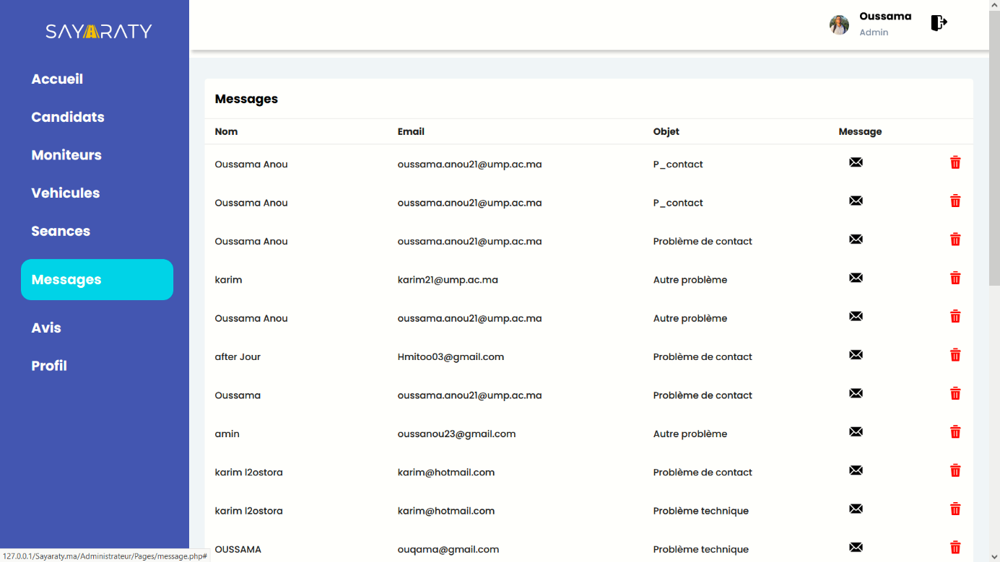 SAYARATY
Oussama
Admin
Accueil
Candidats
Moniteurs
Vehicules
Seances
Messages
Avis
Profil
Messages
Nom Email Objet Message
Oussama Anou oussama.anou21@ump.ac.ma P_contact
Oussama Anou oussama.anou21@ump.ac.ma P_contact
Oussama Anou oussama.anou21@ump.ac.ma Problème de contact
karim karim21@ump.ac.ma Autre problème
Oussama Anou oussama.anou21@ump.ac.ma Autre problème
after Jour Hmitoo03@gmail.com Problème de contact
Oussama oussama.anou21@ump.ac.ma Problème de contact
amin oussanou23@gmail.com Autre problème
karim l2ostora karim@hotmail.com Problème de contact
karim l2ostora karim@hotmail.com Problème technique
OUSSAMA ouqama@gmail.com Problème technique
127.0.0.1/Sayaraty.ma/Administrateur/Pages/message.php#